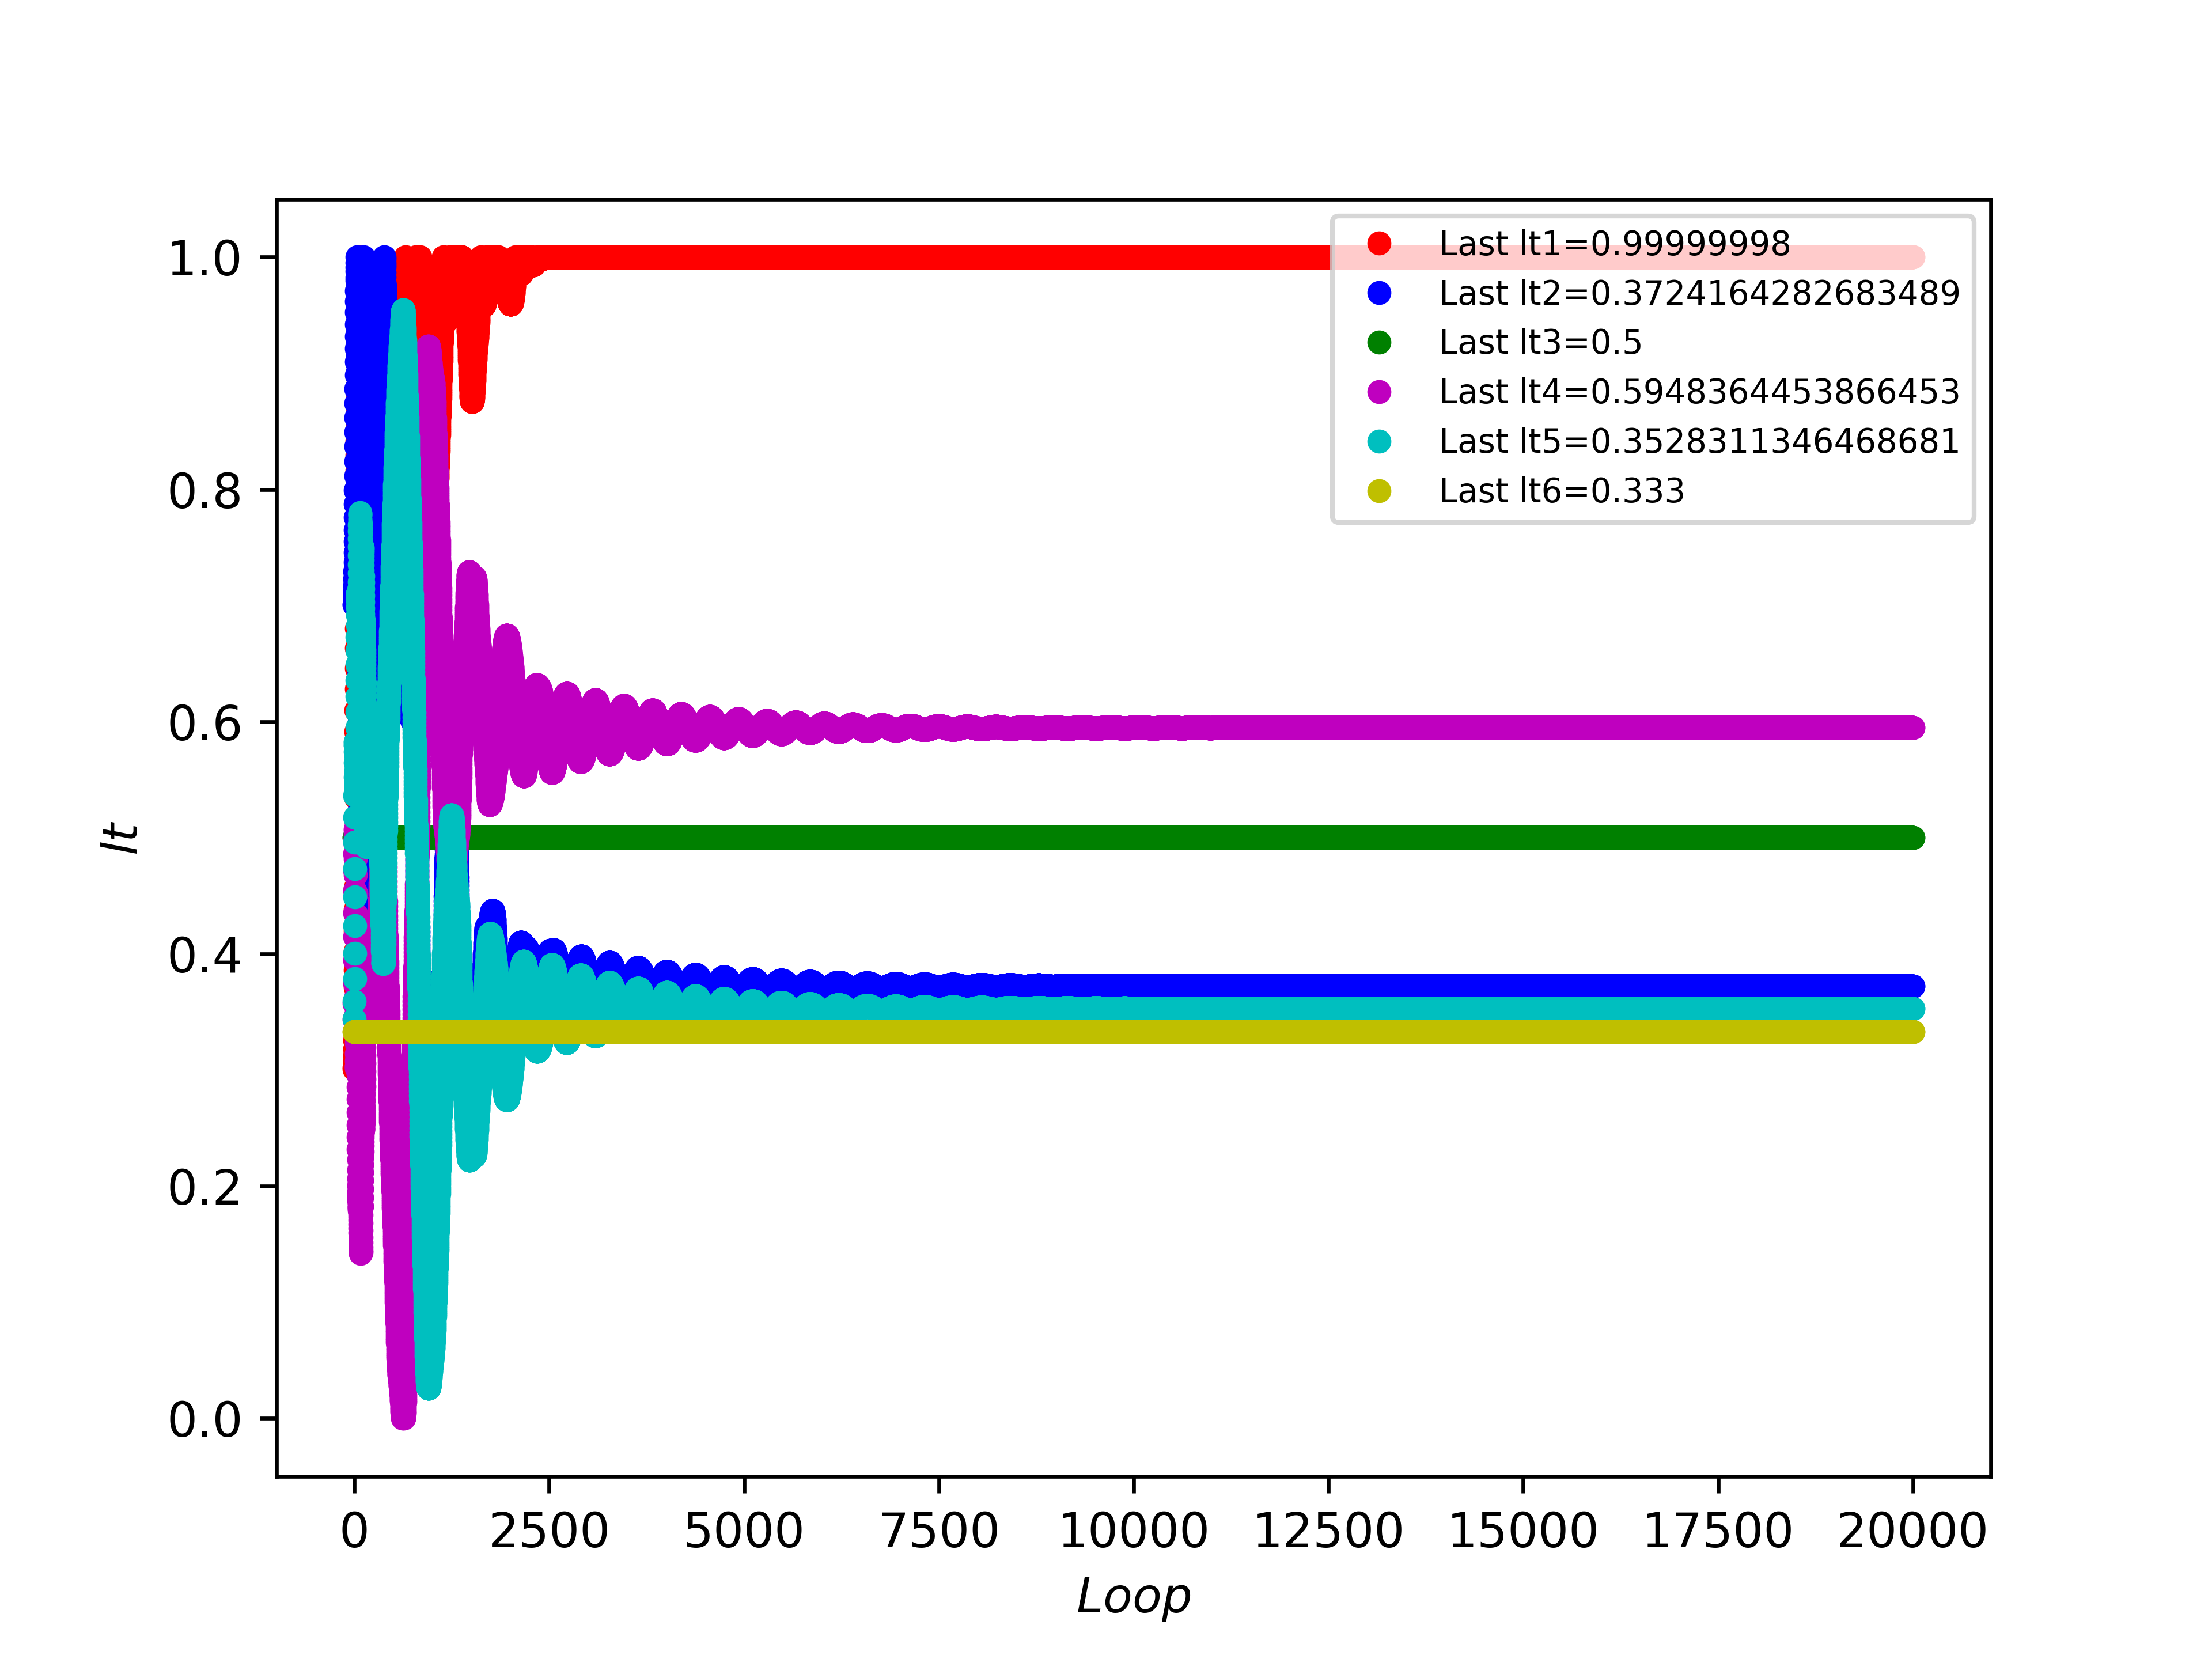 1.0
0.8
0.6
0.4
0.2
0.0
lt
Last lt1=0.99999998
Last lt2=0.3724164282683489
Last lt3=0.5
Last lt4=0.5948364453866453
Last lt5=0.3528311346468681
Last lt6=0.333
0 2500 5000 7500 10000 12500 15000 17500 20000
Loop